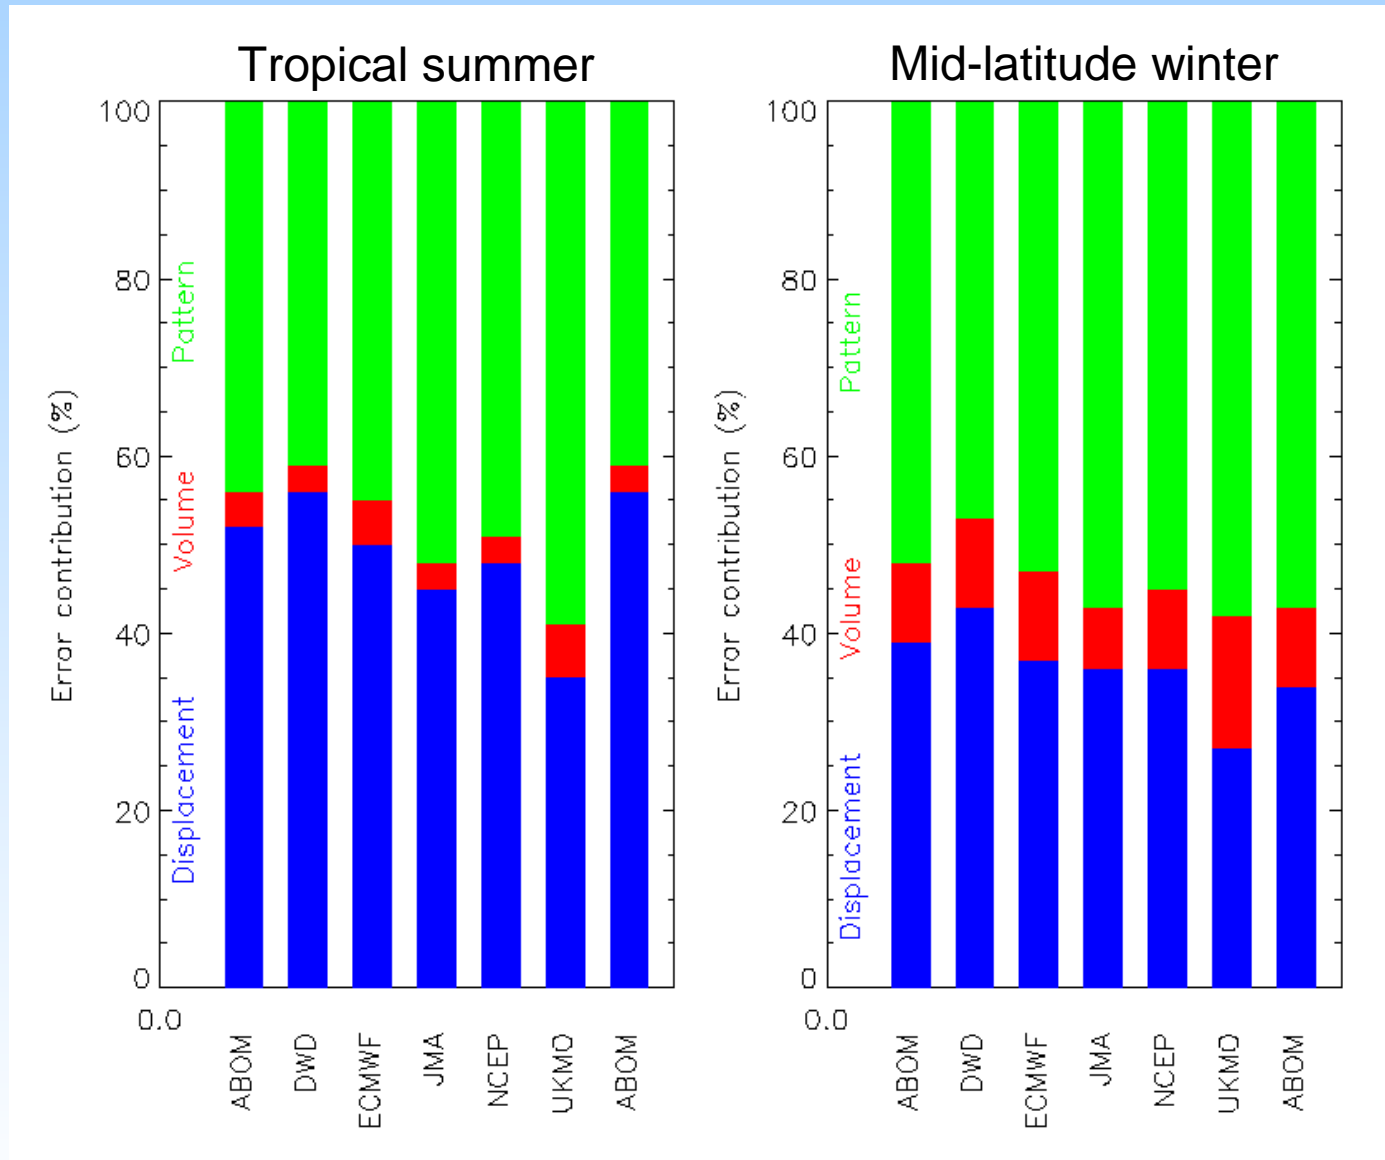 Tropical summer
100
80
60
40
20
0
0.0
Error contribution (%)
Pattern
Volume
Displacement
ABOM
DWD
ECMWF
JMA
NCEP
UKMO
ABOM
Mid-latitude winter
100
80
60
40
20
0
0.0
Error contribution (%)
Pattern
Volume
Displacement
ABOM
DWD
ECMWF
JMA
NCEP
UKMO
ABOM